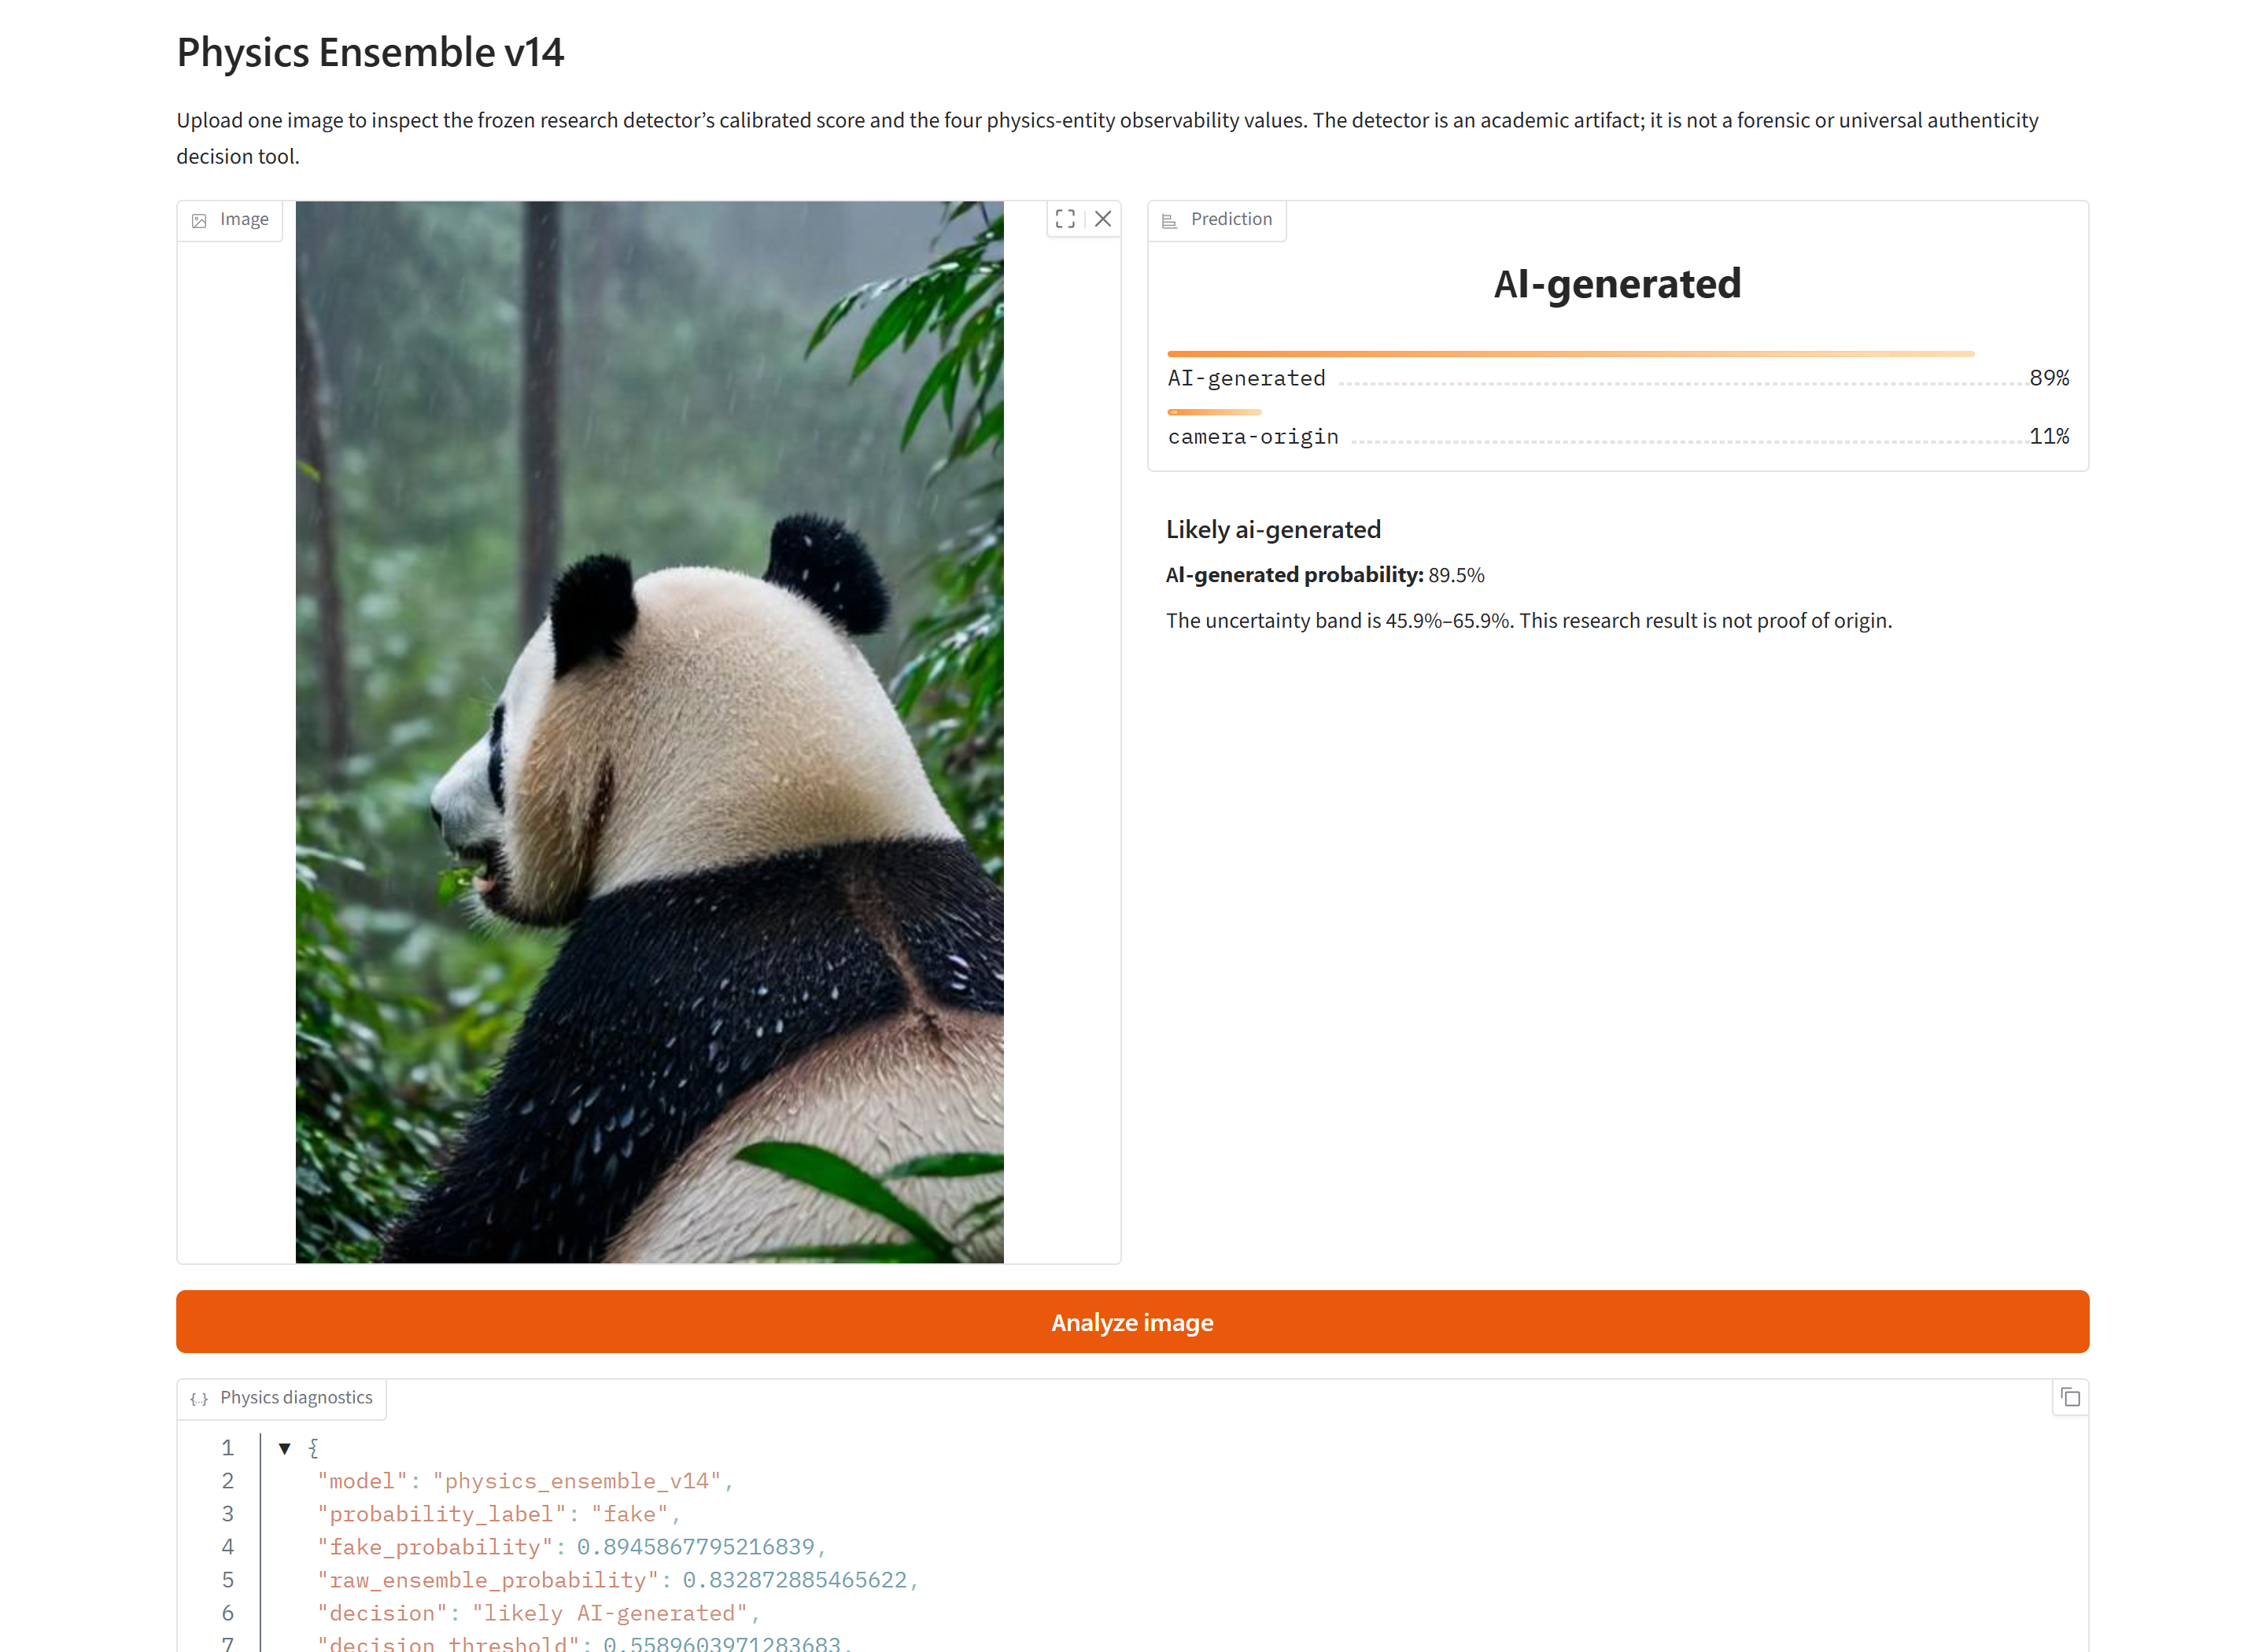 Physics Ensemble v14
Upload one image to inspect the frozen research detector’s calibrated score and the four physics-entity observability values. The detector is an academic artifact; it is not a forensic or universal authenticity
decision tool.
Image
Prediction
AI-generated
AI-generated 89%
camera-origin 11%
Likely ai-generated
AI-generated probability: 89.5%
The uncertainty band is 45.9%–65.9%. This research result is not proof of origin.
Analyze image
Physics diagnostics
1 {
2 "model": "physics_ensemble_v14",
3 "probability_label": "fake",
4 "fake_probability": 0.8945867795216839,
5 "raw_ensemble_probability": 0.832872885465622,
6 "decision": "likely AI-generated",
7 "decision_threshold": 0.5589603971283683,